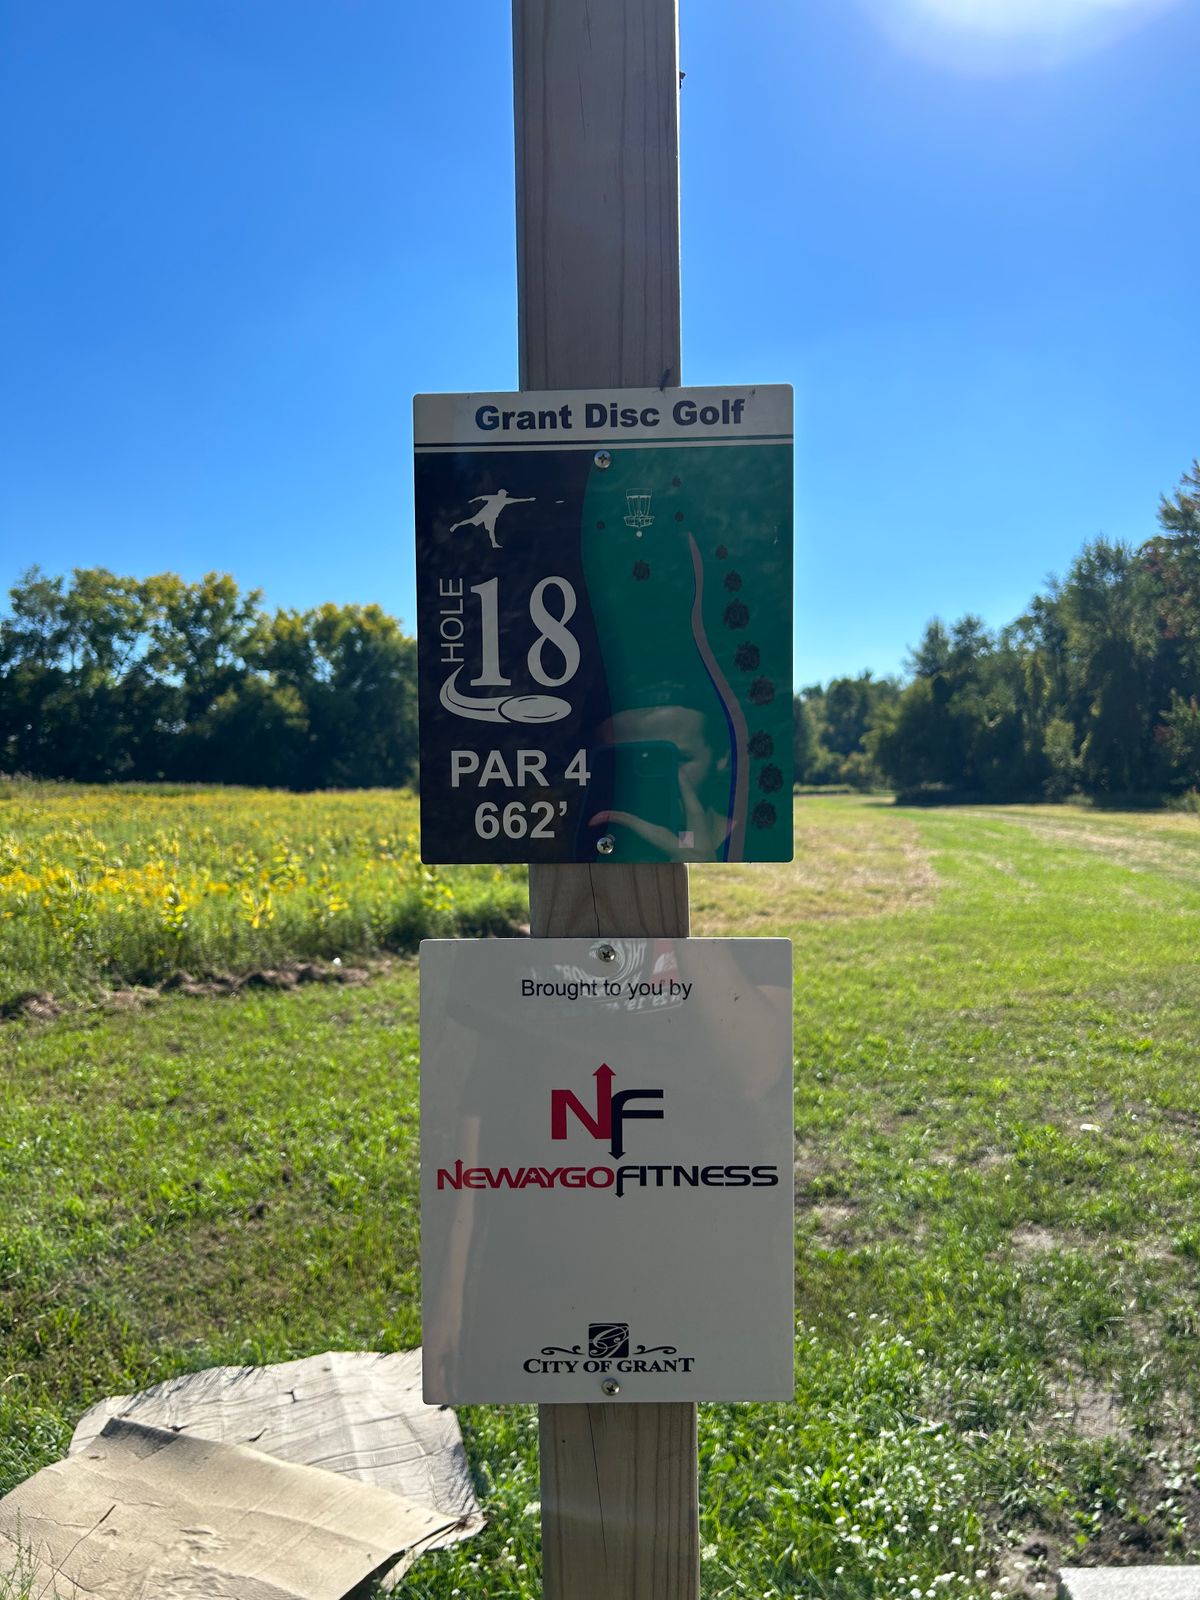 Grant Disc Golf
HOLE
18
PAR 4
662’
Brought to you by
NF
NEWAYGOFITNESS
G
CITY OF GRANT